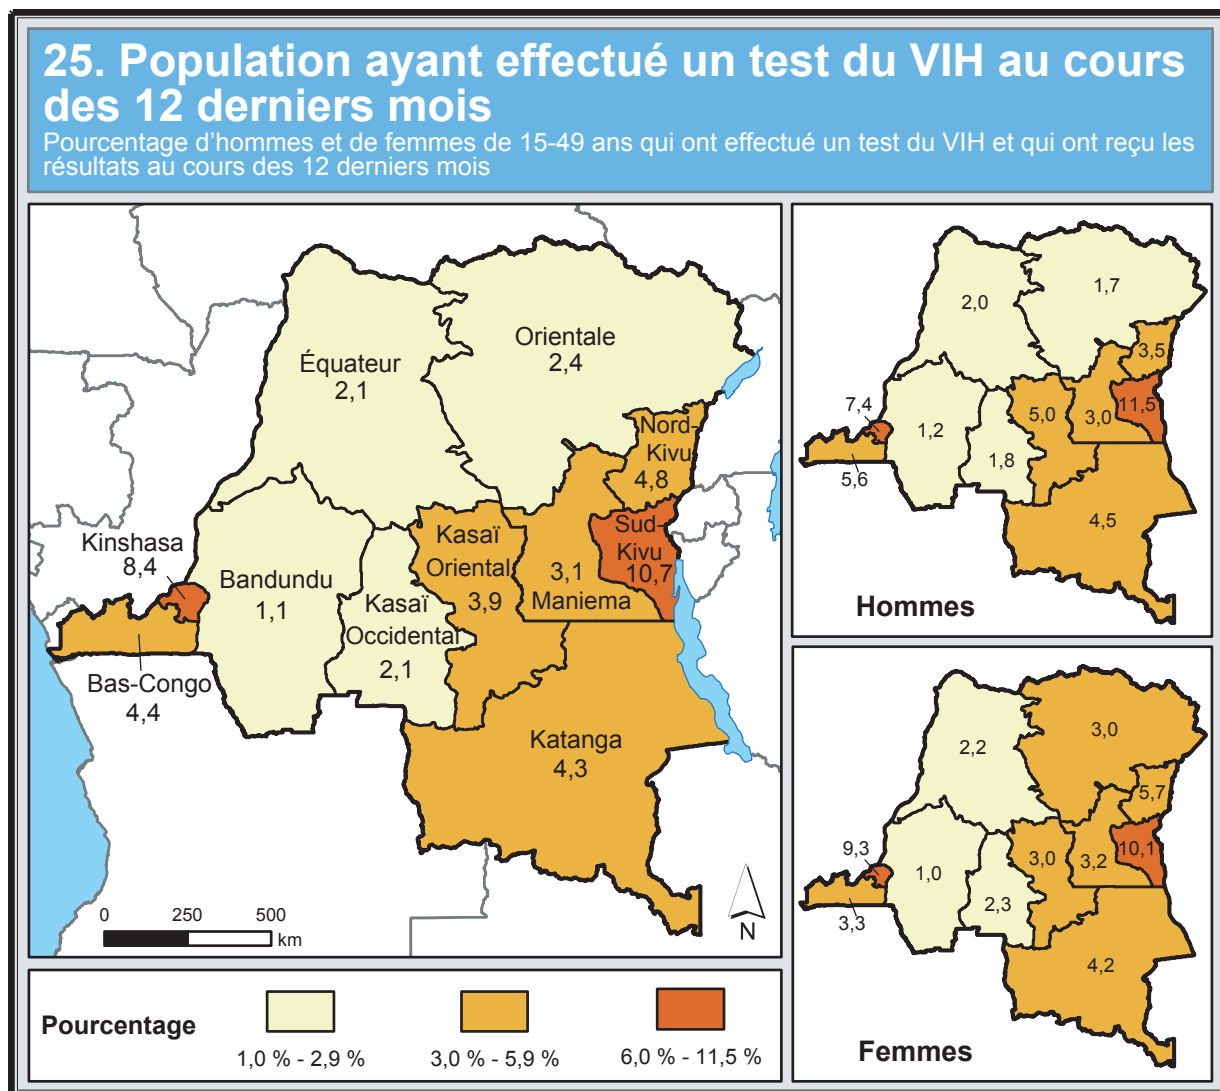 25. Population ayant effectué un test du VIH au cours
des 12 derniers mois
Pourcentage d'hommes et de femmes de 15-49 ans qui ont effectué un test du VIH et qui ont reçu les
résultats au cours des 12 derniers mois
Équateur
2,1
Orientale
2,4
Nord-
Kivu
4,8
Sud-
Kivu
10,7
Kinshasa
8,4
Bandundu
1,1
Kasaï
Occidental
2,1
Kasaï
Oriental
3,9
3,1
Maniema
Bas-Congo
4,4
Katanga
4,3
0 250 500
km
N
2,0
1,7
3,5
7,4
1,2
5,0
3,0
11,5
1,8
5,6
4,5
Hommes
2,2
3,0
5,7
9,3
1,0
3,0
3,2
10,1
2,3
3,3
4,2
Femmes
Pourcentage
1,0 % - 2,9 %
3,0 % - 5,9 %
6,0 % - 11,5 %